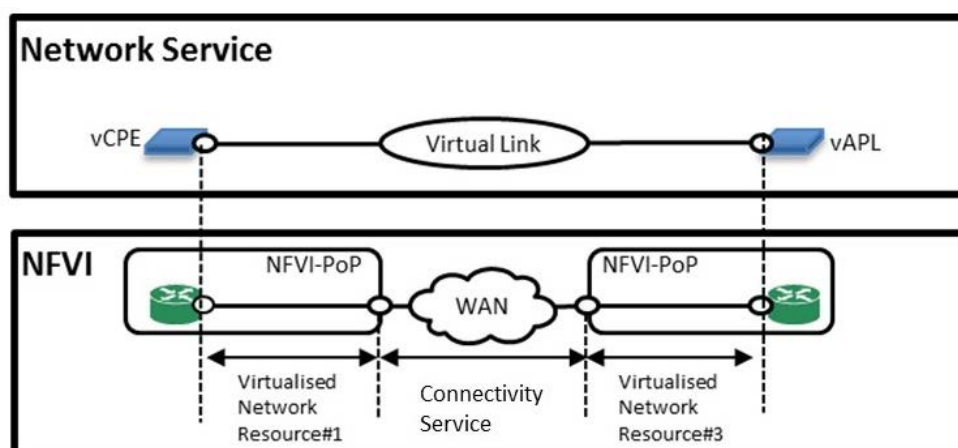 Network Service
vCPE
Virtual Link
vAPL
NFVI
NFVI-PoP
WAN
NFVI-PoP
Virtualised
Network
Resource#1
Connectivity
Service
Virtualised
Network
Resource#3